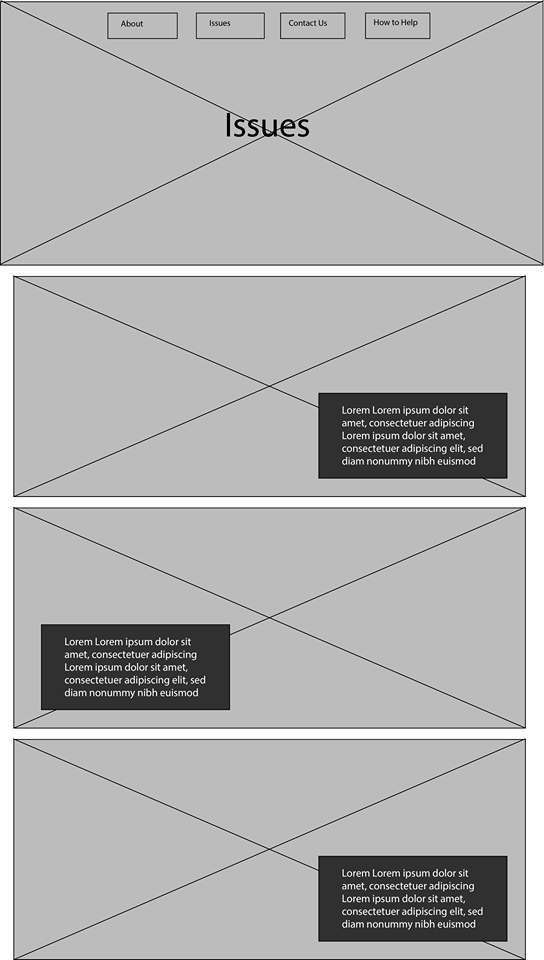 About
Issues
Contact Us
How to Help
Issues
Lorem Lorem ipsum dolor sit
amet, consectetuer adipiscing
Lorem ipsum dolor sit amet,
consectetuer adipiscing elit, sed
diam nonummy nibh euismod
Lorem Lorem ipsum dolor sit
amet, consectetuer adipiscing
Lorem ipsum dolor sit amet,
consectetuer adipiscing elit, sed
diam nonummy nibh euismod
Lorem Lorem ipsum dolor sit
amet, consectetuer adipiscing
Lorem ipsum dolor sit amet,
consectetuer adipiscing elit, sed
diam nonummy nibh euismod